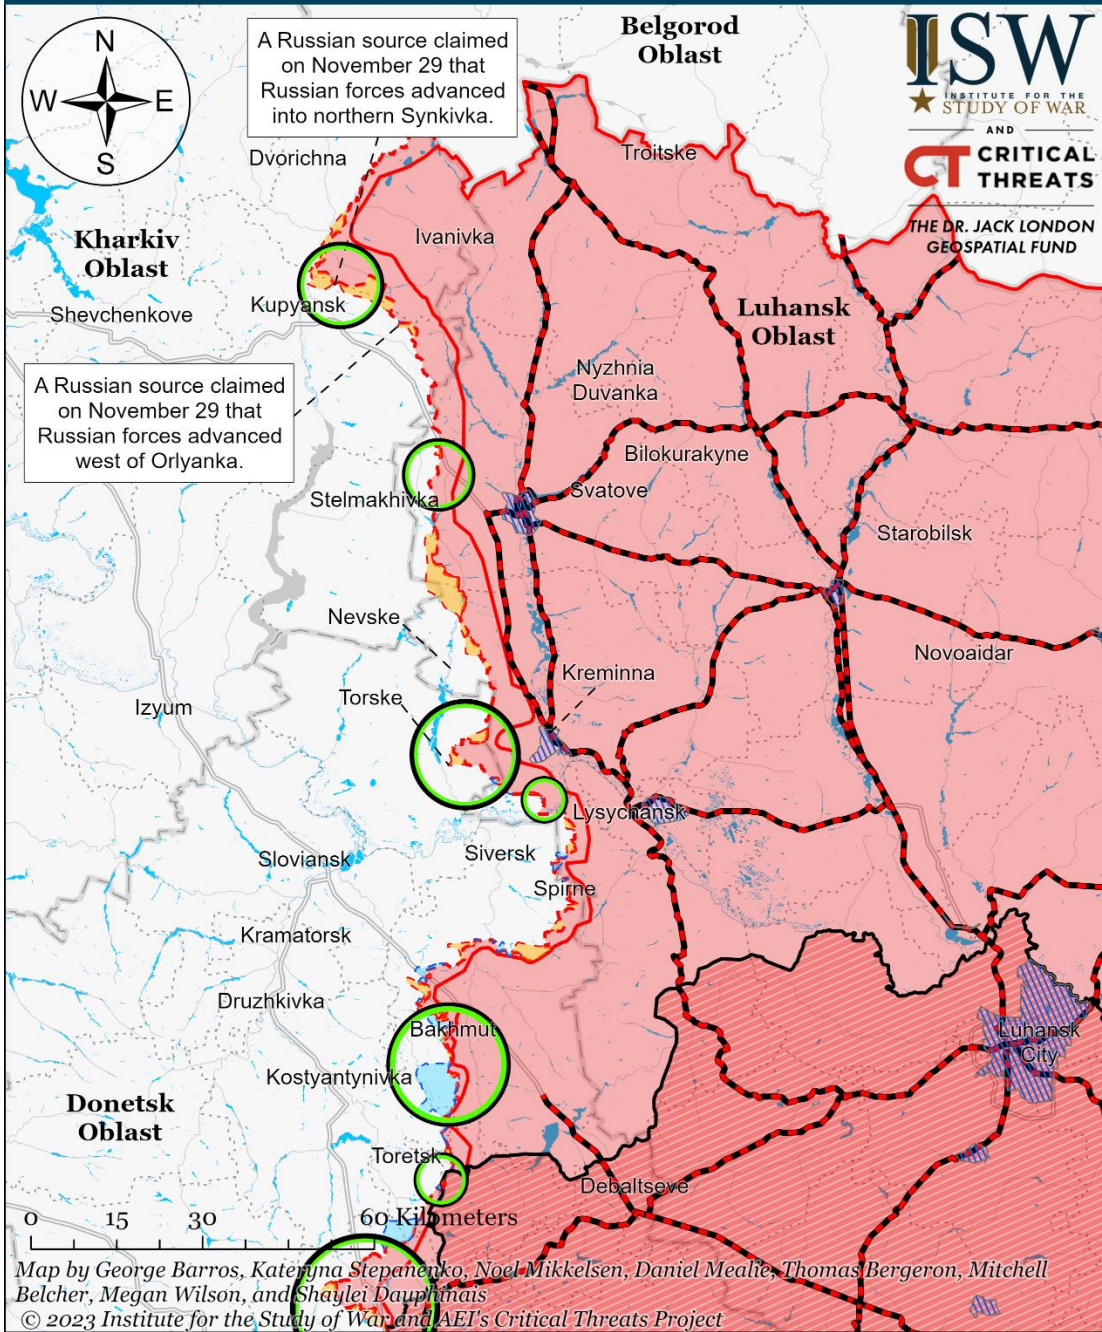 N
W
E
S
A Russian source claimed
on November 29 that
Russian forces advanced
into northern Synkivka.
Belgorod
Oblast
ISW
INSTITUTE FOR THE
STUDY OF WAR
AND
CT CRITICAL
THREATS
THE DR. JACK LONDON
GEOSPATIAL FUND
Dvorichna
Troitske
Kharkiv
Oblast
Ivanivka
Shevchenkove
Kupyansk
Luhansk
Oblast
A Russian source claimed
on November 29 that
Russian forces advanced
west of Orlyanka.
Nyzhnia
Duvanka
Bilokurakyne
Stelmakhivka
Svatove
Starobilsk
Nevske
Novoaidar
Kreminna
Torske
Izyum
Lysychansk
Siversk
Sloviansk
Spirne
Kramatorsk
Druzhkivka
Bakhmut
Luhansk
City
Kostyantynivka
Donetsk
Oblast
Toretsk
Debaltseve
0 15 30 60 Kilometers
Map by George Barros, Kateryna Stepanenko, Noel Mikkelsen, Daniel Mealie, Thomas Bergeron, Mitchell
Belcher, Megan Wilson, and Shaylei Dauphinais
© 2023 Institute for the Study of War and AEI's Critical Threats Project